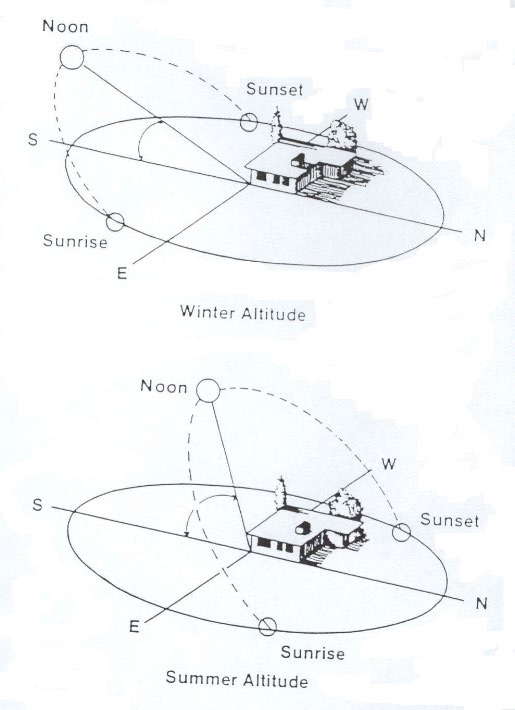 Noon
Sunset
W
S
N
Sunrise
E
Winter Altitude
Noon
W
S
Sunset
N
E
Sunrise
Summer Altitude